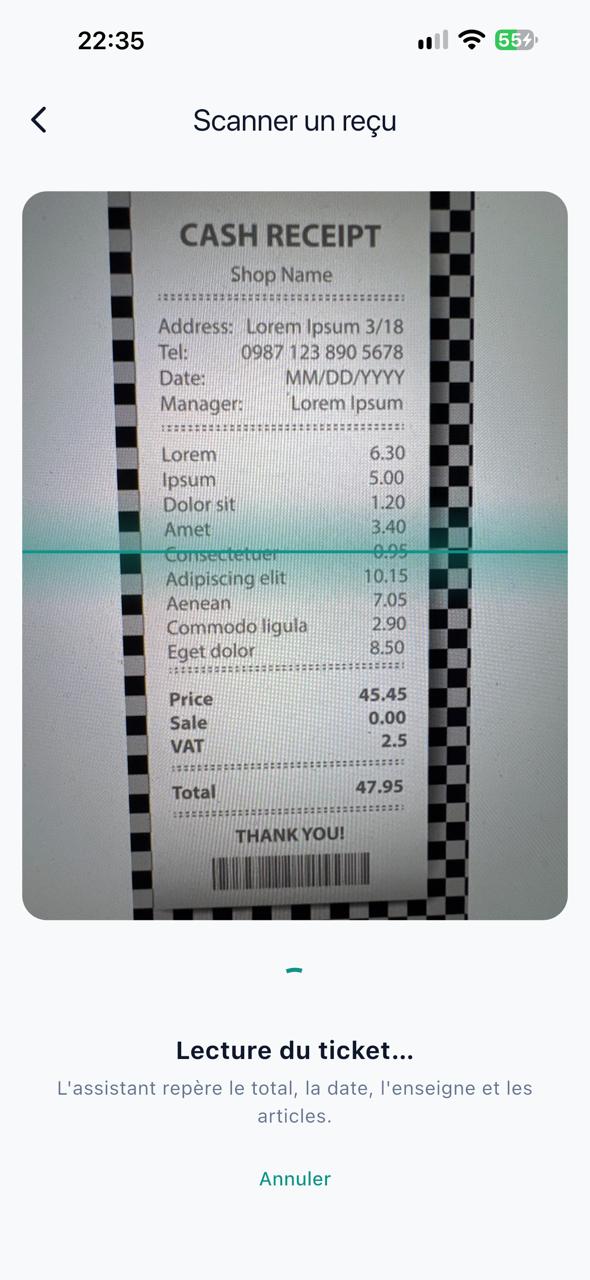 22:35
55
Scanner un reçu
CASH RECEIPT
Shop Name
Address: Lorem Ipsum 3/18
Tel: 0987 123 890 5678
Date: MM/DD/YYYY
Manager: Lorem Ipsum
Lorem 6.30
Ipsum 5.00
Dolor sit 1.20
Amet 3.40
Consectetuer 0.95
Adipiscing elit 10.15
Aenean 7.05
Commodo ligula 2.90
Eget dolor 8.50
Price 45.45
Sale 0.00
VAT 2.5
Total 47.95
THANK YOU!
Lecture du ticket...
L'assistant repère le total, la date, l'enseigne et les
articles.
Annuler